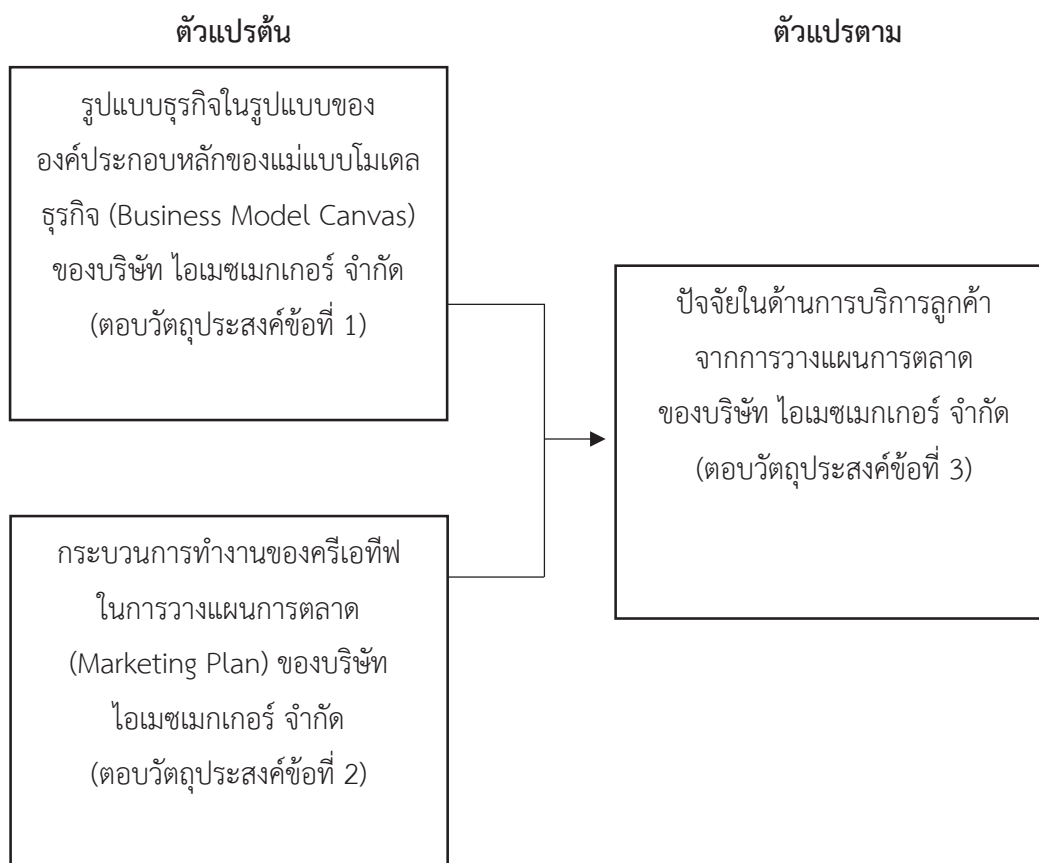 ตัวแปรต้น
ตัวแปรตาม
รูปแบบธุรกิจในรูปแบบของ
องค์ประกอบหลักของแม่แบบโมเดล
ธุรกิจ (Business Model Canvas)
ของบริษัท ไอเมซเมกเกอร์ จำกัด
(ตอบวัตถุประสงค์ข้อที่ 1)
กระบวนการทำงานของครีเอทีฟ
ในการวางแผนการตลาด
(Marketing Plan) ของบริษัท
ไอเมซเมกเกอร์ จำกัด
(ตอบวัตถุประสงค์ข้อที่ 2)
ปัจจัยในด้านการบริการลูกค้า
จากการวางแผนการตลาด
ของบริษัท ไอเมซเมกเกอร์ จำกัด
(ตอบวัตถุประสงค์ข้อที่ 3)